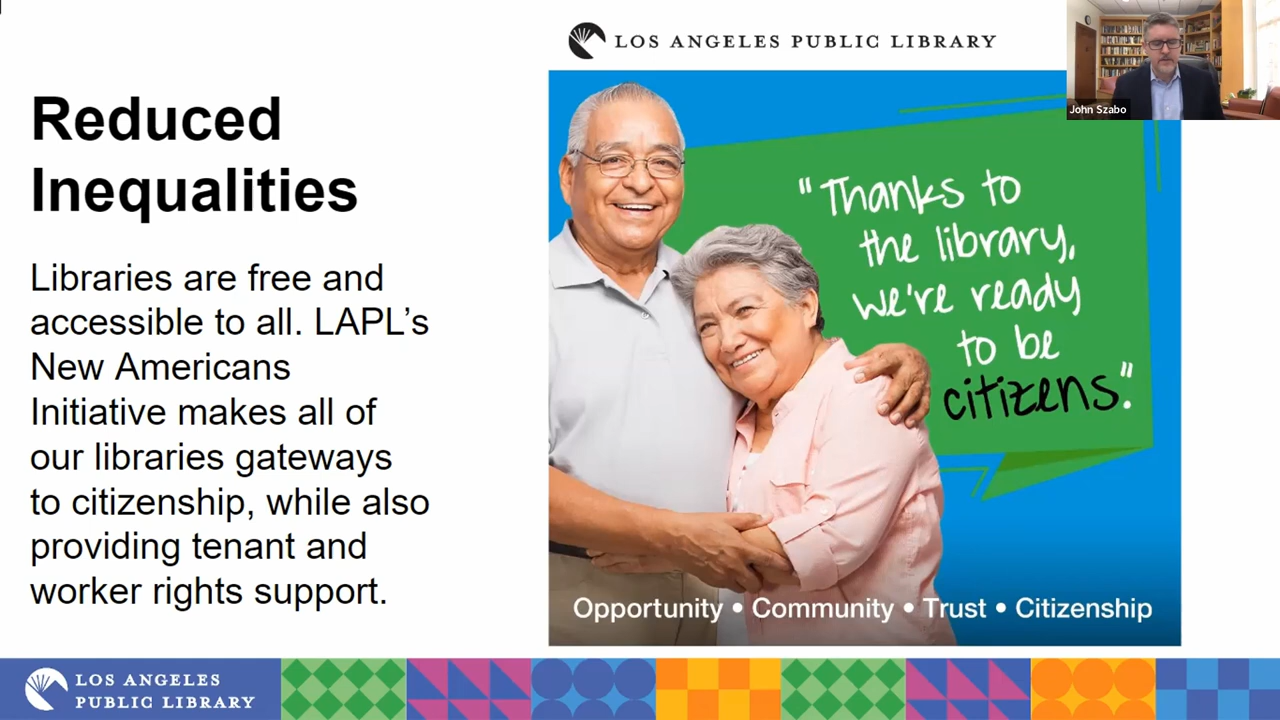 LOS ANGELES PUBLIC LIBRARY
John Szabo
Reduced
Inequalities
Libraries are free and
accessible to all. LAPL’s
New Americans
Initiative makes all of
our libraries gateways
to citizenship, while also
providing tenant and
worker rights support.
"Thanks to
the library,
we're ready
to be
citizens".
Opportunity • Community • Trust • Citizenship
LOS ANGELES
PUBLIC LIBRARY